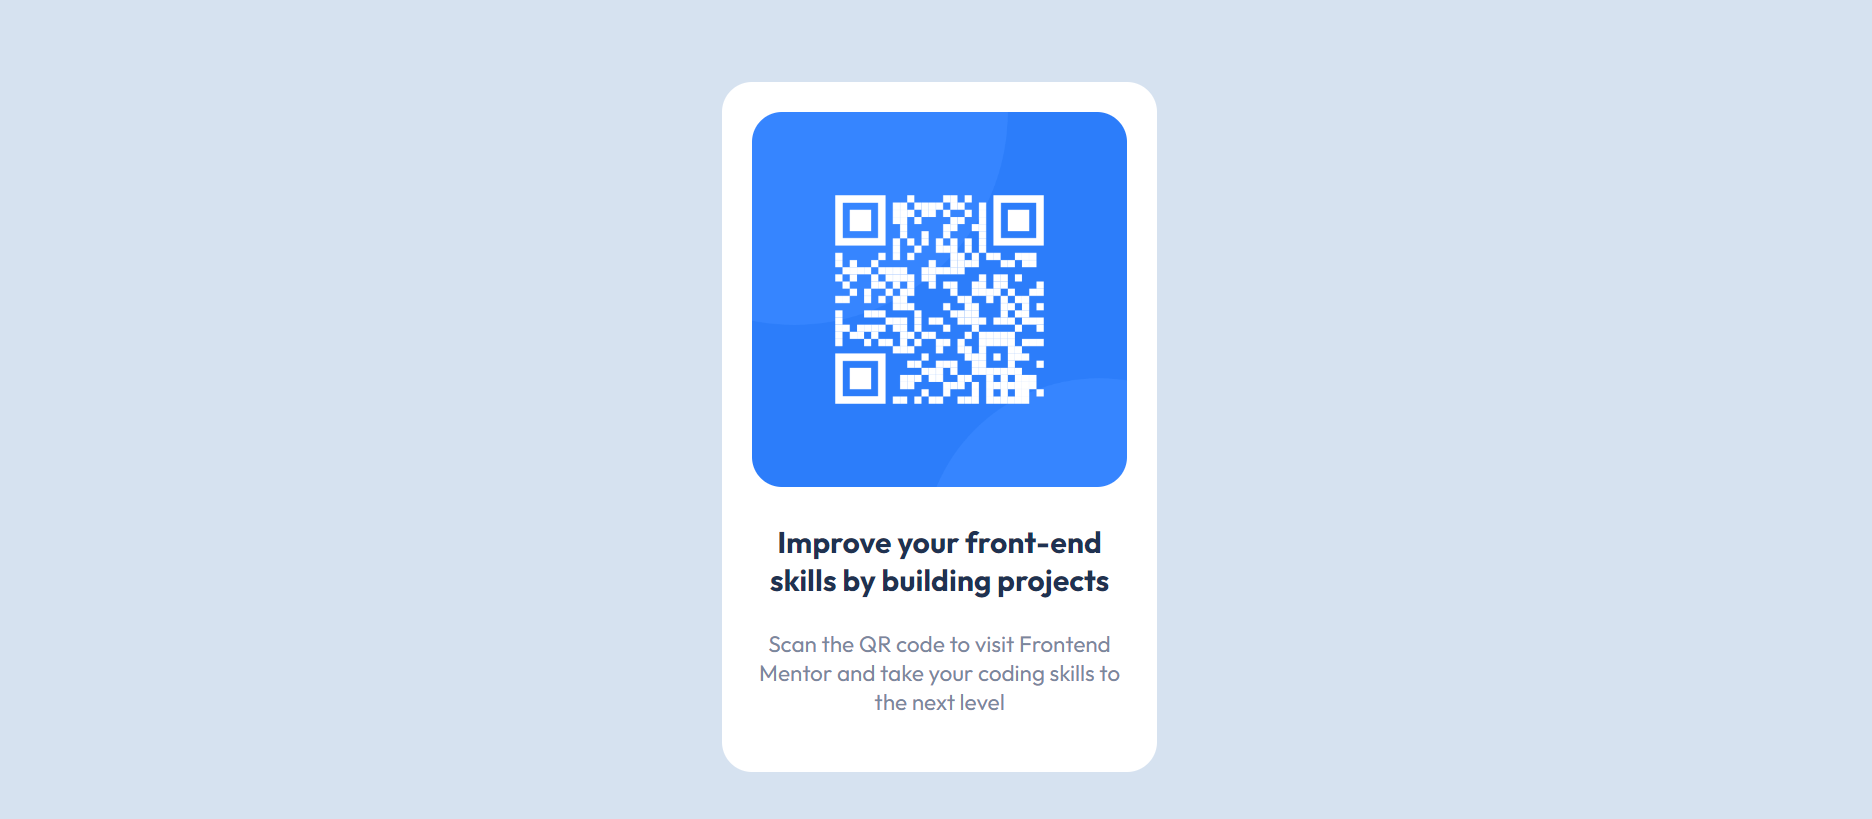 Improve your front-end
skills by building projects
Scan the QR code to visit Frontend
Mentor and take your coding skills to
the next level